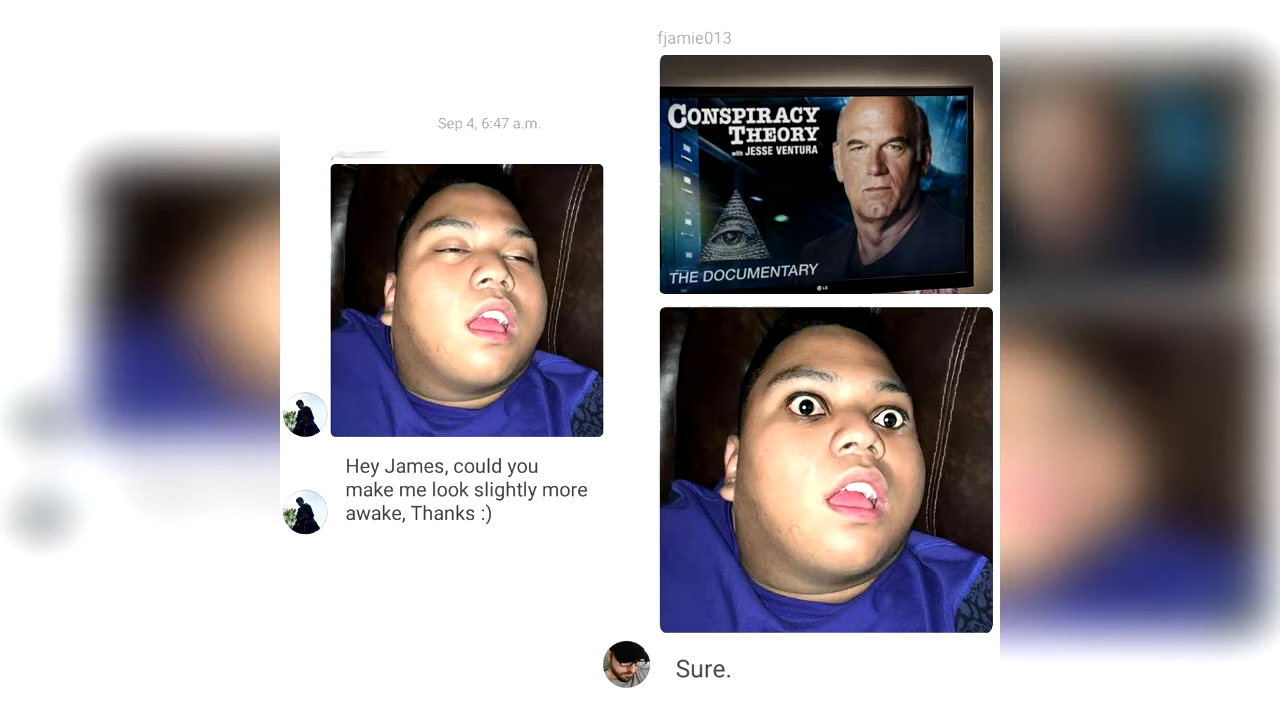 Sep 4, 6:47 a.m.
Hey James, could you
make me look slightly more
awake, Thanks :)
fjamie013
CONSPIRACY
THEORY
with JESSE VENTURA
THE DOCUMENTARY
LG
Sure.